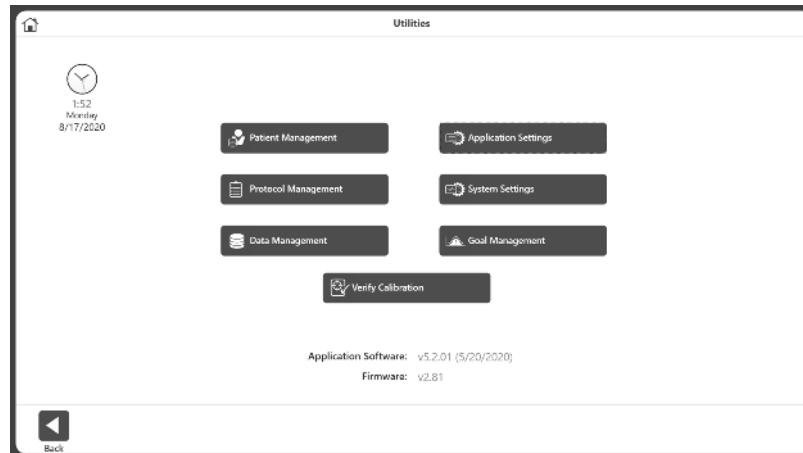 Utilities
1:52
Monday
8/17/2020
Patient Management
Application Settings
Protocol Management
System Settings
Data Management
Goal Management
Verify Calibration
Application Software: v5.2.01 (5/20/2020)
Firmware: v2.81
Back